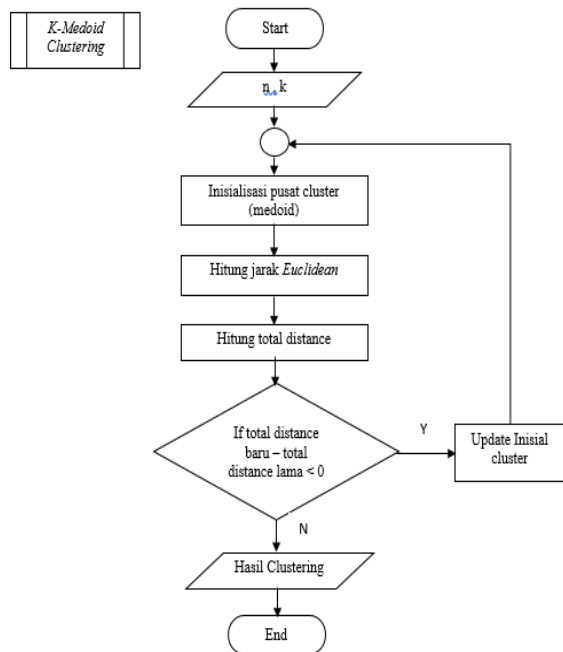 K-Medoid
Clustering
Start
n, k
Inisialisasi pusat cluster
(medoid)
Hitung jarak Euclidean
Hitung total distance
If total distance
baru – total
distance lama < 0
Y
Update Inisial
cluster
N
Hasil Clustering
End